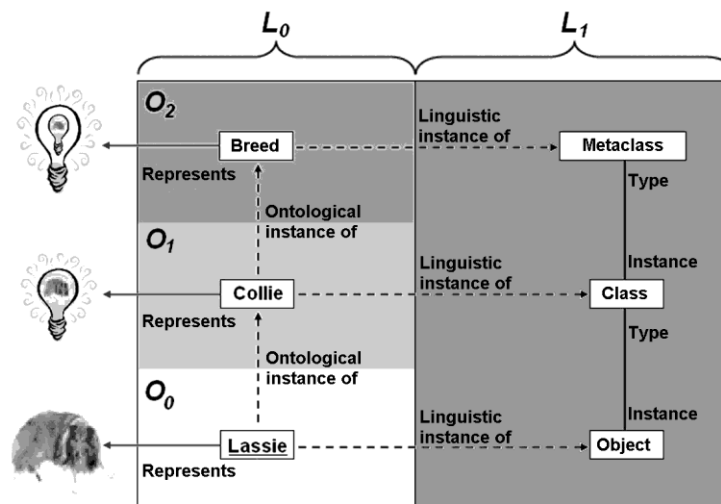 L0 L1
O2
Breed
Linguistic
instance of
Metaclass
Represents
Type
Ontological
instance of
O1
Collie
Linguistic
instance of
Instance
Class
Represents
Type
Ontological
instance of
O0
Lassie
Linguistic
instance of
Instance
Object
Represents